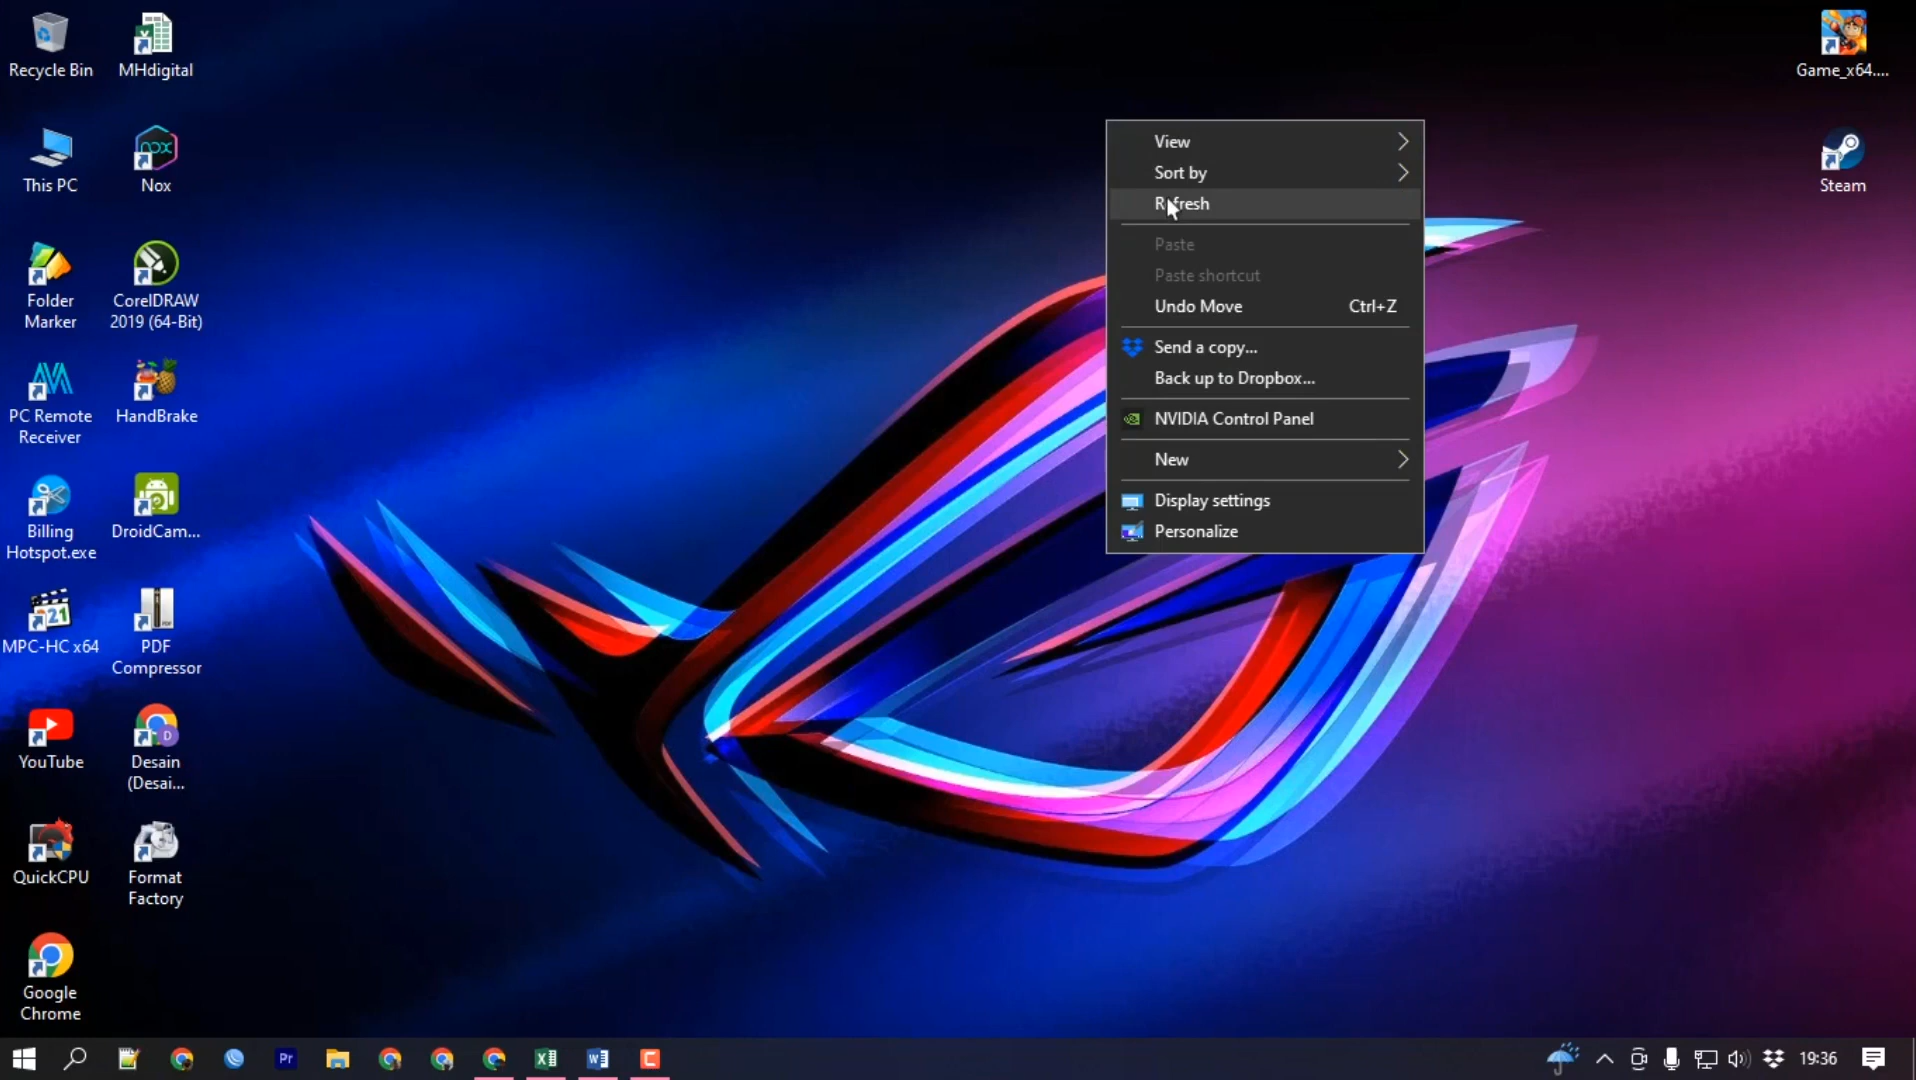 Recycle Bin
MHdigital
Game_x64....
This PC
Nox
Steam
Folder
Marker
CorelDRAW
2019 (64-Bit)
PC Remote
Receiver
HandBrake
Billing
Hotspot.exe
DroidCam...
MPC-HC x64
321
PDF
Compressor
YouTube
Desain
(Desai...
D
QuickCPU
Format
Factory
Google
Chrome
View
Sort by
Refresh
Paste
Paste shortcut
Undo Move Ctrl+Z
Send a copy...
Back up to Dropbox...
NVIDIA Control Panel
New
Display settings
Personalize
Pr
19:36